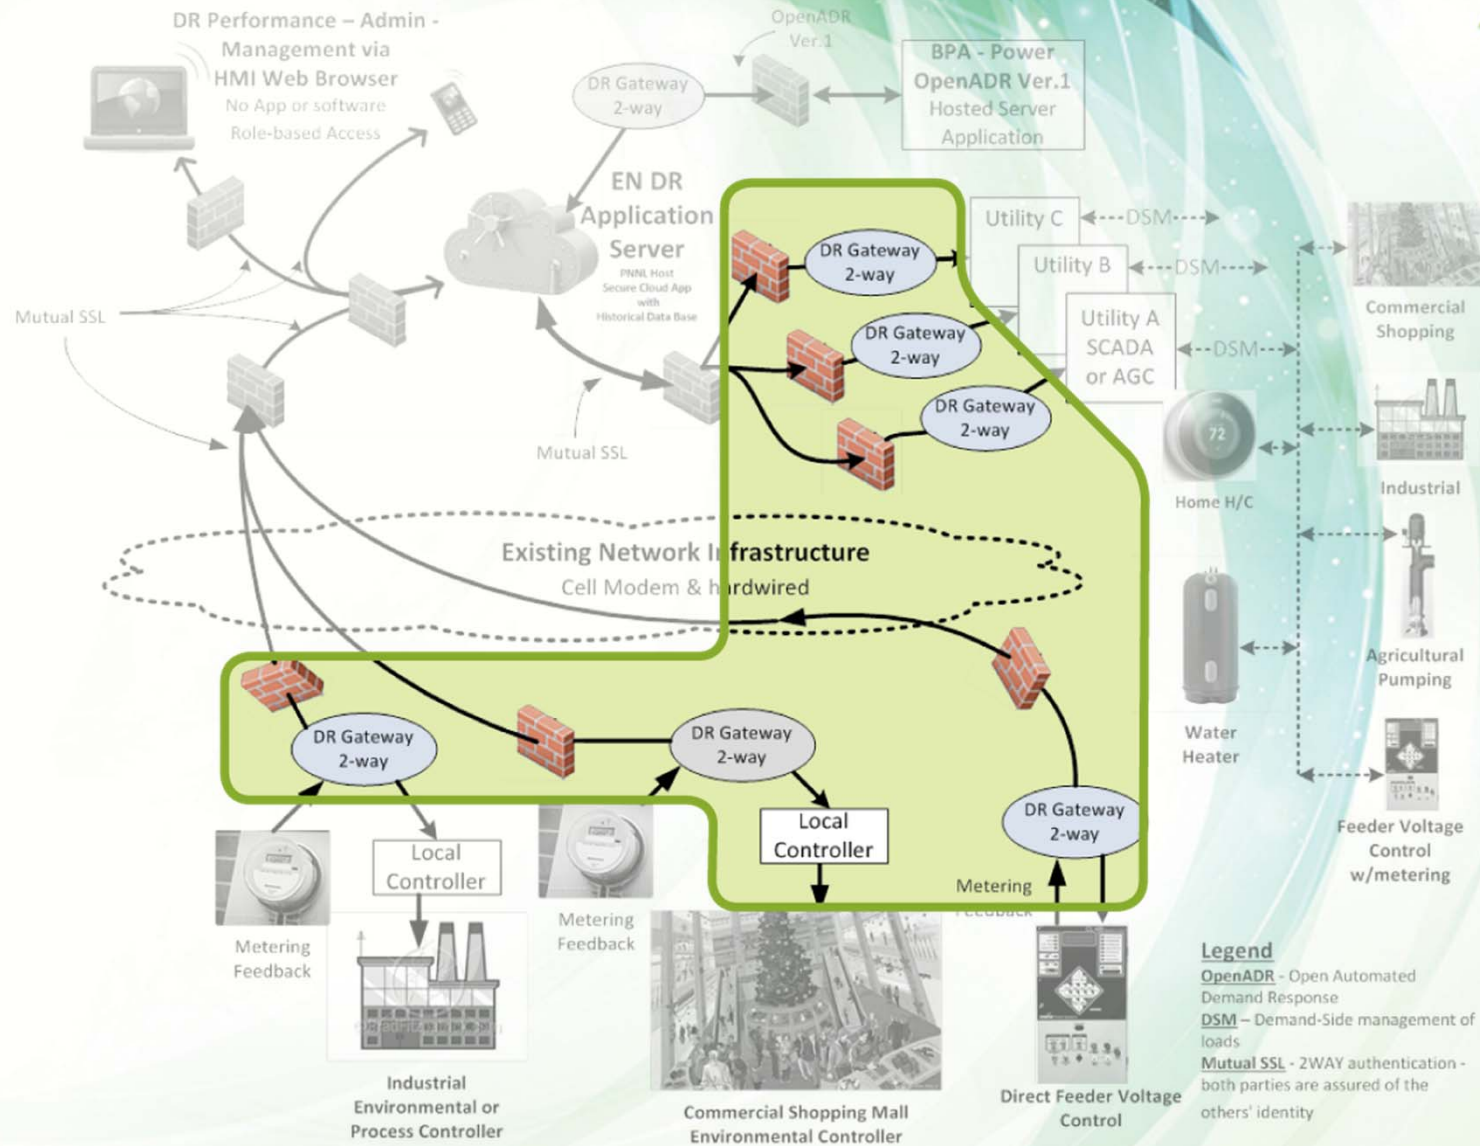 DR Performance – Admin -
Management via
HMI Web Browser
No App or software
Role-based Access
OpenADR
Ver.1
DR Gateway
2-way
BPA - Power
OpenADR Ver.1
Hosted Server
Application
EN DR
Application
Server
PNNL Host
Secure Cloud App
with
Historical Data Base
Mutual SSL
Mutual SSL
DR Gateway
2-way
DR Gateway
2-way
DR Gateway
2-way
Utility C
DSM
Utility B
DSM
Utility A
SCADA
or AGC
DSM
Commercial
Shopping
72
Home H/C
Industrial
Existing Network Infrastructure
Cell Modem & hardwired
Agricultural
Pumping
Water
Heater
Feeder Voltage
Control
w/metering
DR Gateway
2-way
DR Gateway
2-way
DR Gateway
2-way
Local
Controller
Local
Controller
Metering
Feedback
Metering
Feedback
Metering
Feedback
Industrial
Environmental or
Process Controller
Commercial Shopping Mall
Environmental Controller
Direct Feeder Voltage
Control
Legend
OpenADR - Open Automated
Demand Response
DSM – Demand-Side management of
loads
Mutual SSL - 2WAY authentication -
both parties are assured of the
others' identity